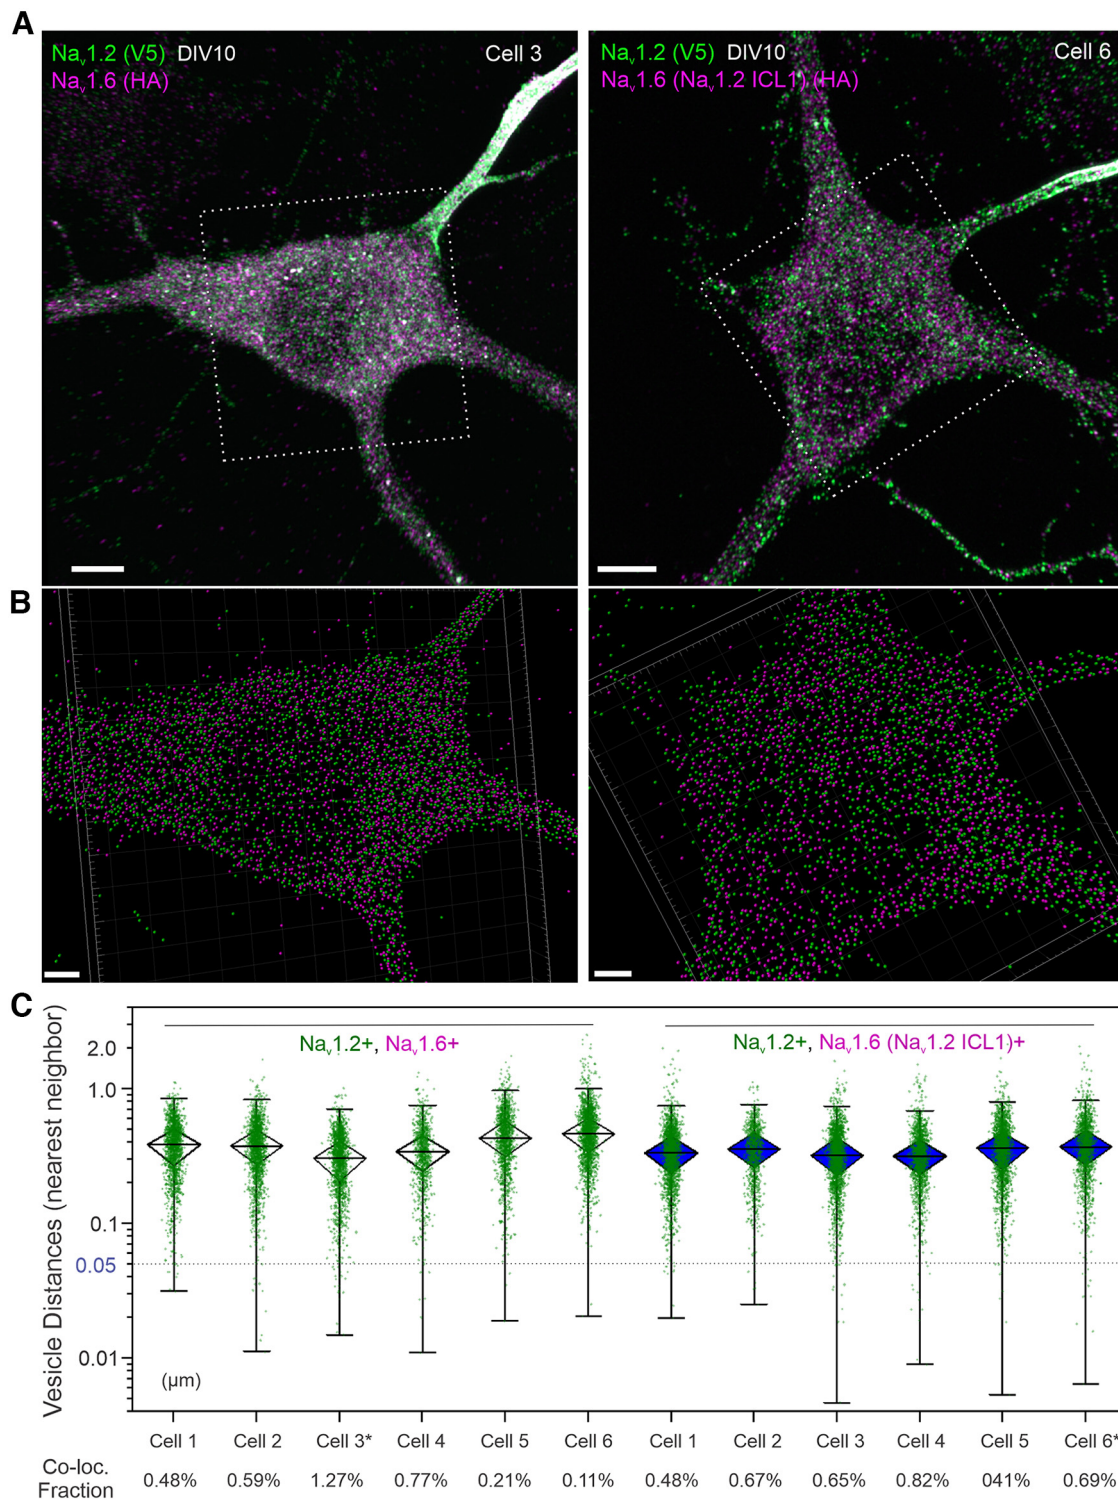 A
Nav1.2 (V5) DIV10 Cell 3
Nav1.6 (HA)
Nav1.2 (V5) DIV10 Cell 6
Nav1.6 (Nav1.2 ICL1) (HA)
B
C
Vesicle Distances (nearest neighbor)
2.0
1.0
0.1
0.05
0.01
(μm)
Nav1.2+, Nav1.6+
Nav1.2+, Nav1.6 (Nav1.2 ICL1)+
Cell 1 Cell 2 Cell 3* Cell 4 Cell 5 Cell 6 Cell 1 Cell 2 Cell 3 Cell 4 Cell 5 Cell 6*
Co-loc.
Fraction
0.48% 0.59% 1.27% 0.77% 0.21% 0.11% 0.48% 0.67% 0.65% 0.82% 041% 0.69%